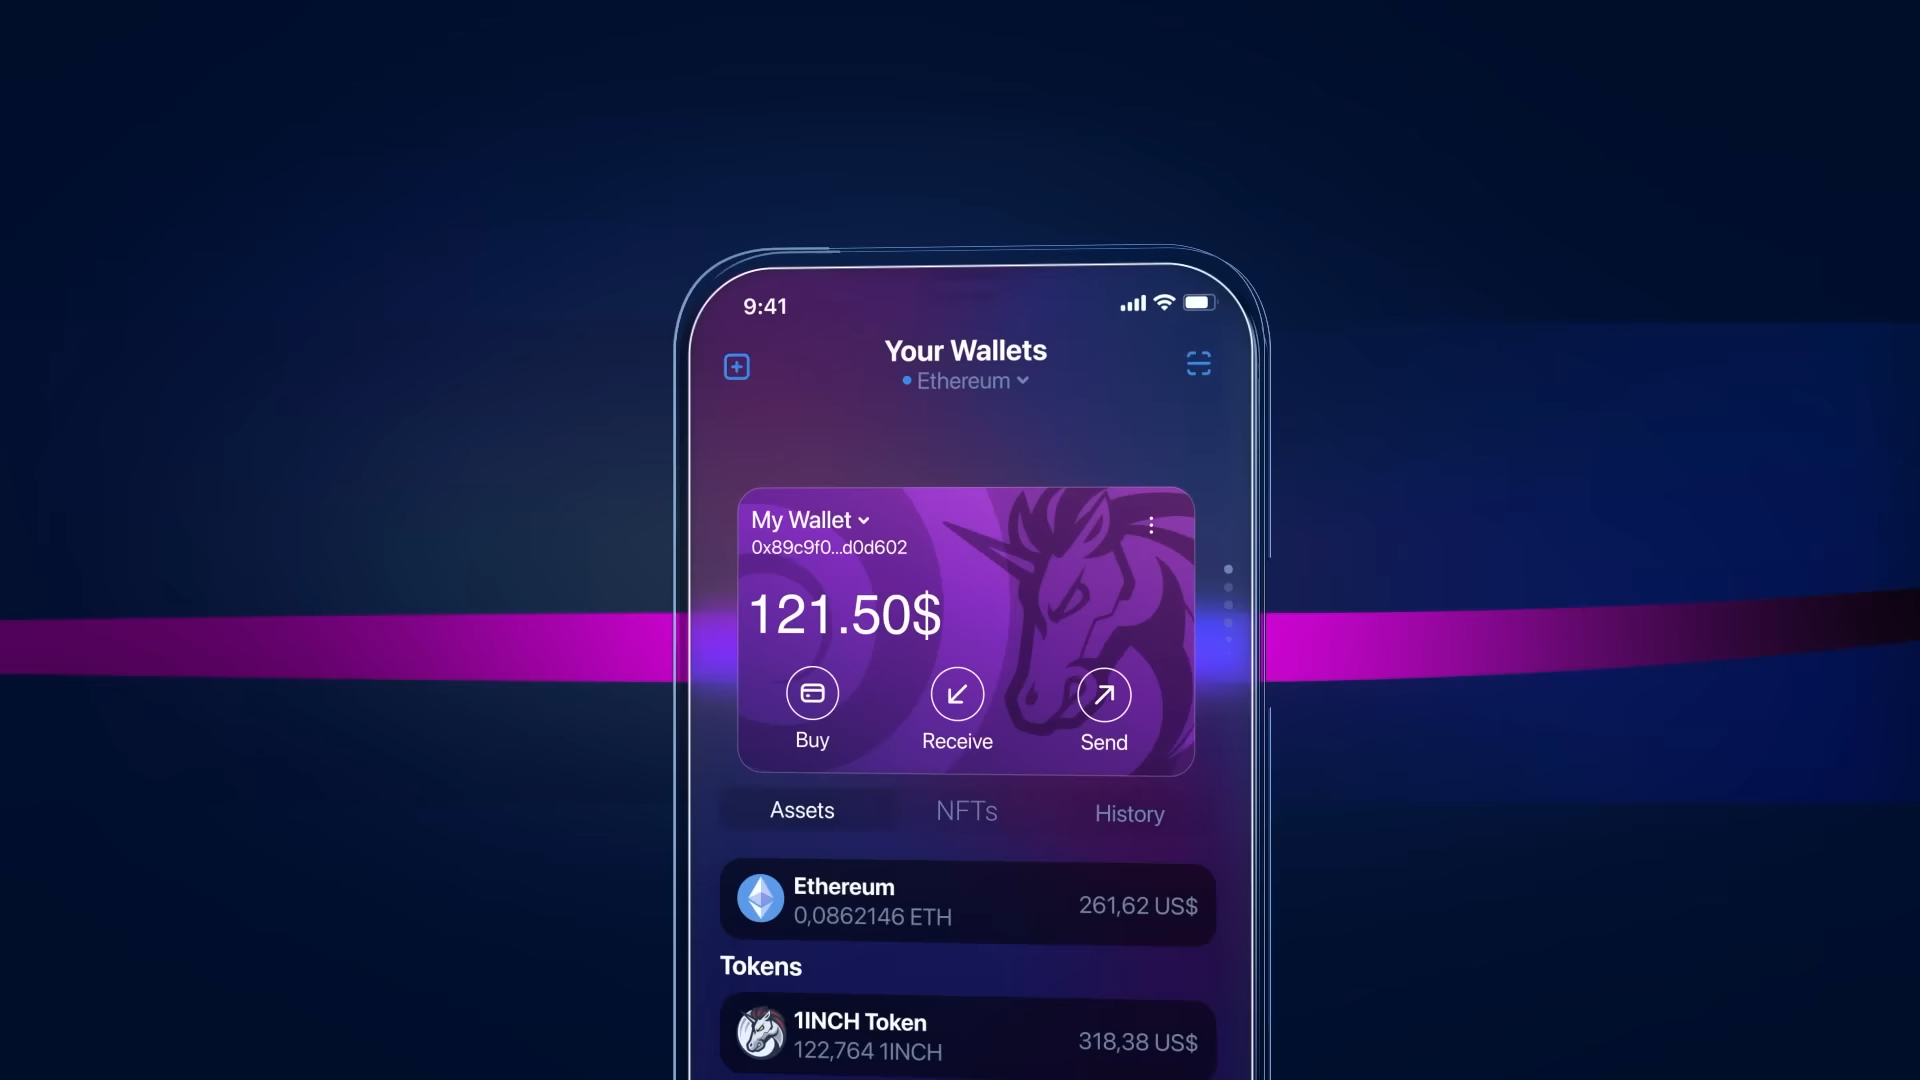 9:41
Your Wallets
Ethereum
My Wallet
0x89c9f0...d0d602
121.50$
Buy
Receive
Send
Assets
NFTs
History
Ethereum
0,0862146 ETH
261,62 US$
Tokens
1INCH Token
122,764 1INCH
318,38 US$